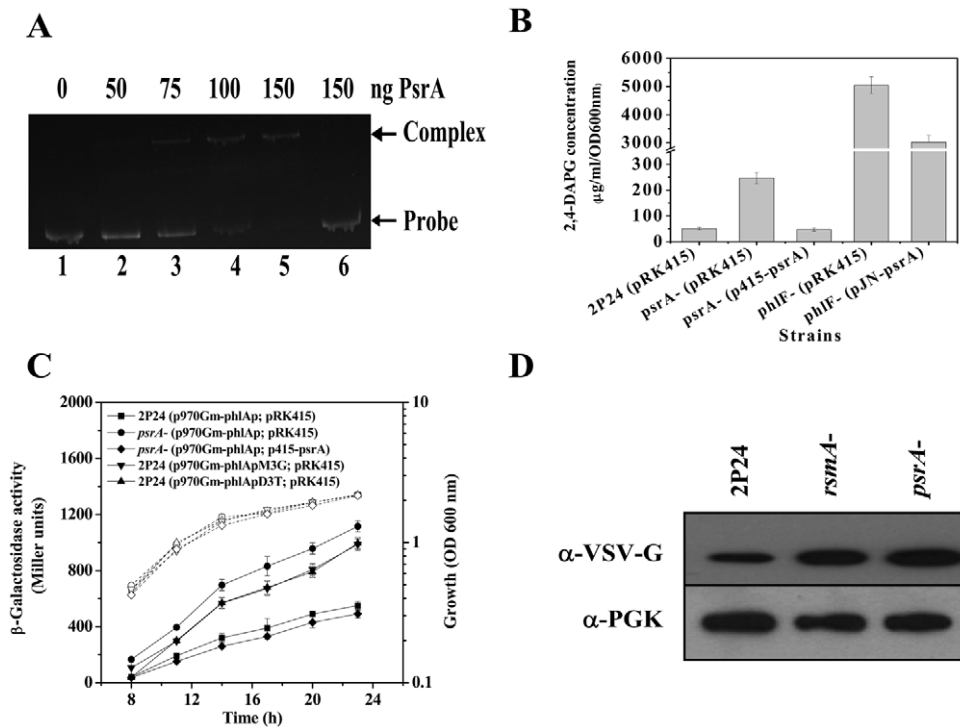 A
0 50 75 100 150 150 ng PsrA
Complex
Probe
1 2 3 4 5 6
B
2,4-DAPG concentration
(µg/ml/OD600nm)
6000
5000
4000
3000
300
250
200
150
100
50
0
2P24 (pRK415)
psrA- (pRK415)
psrA- (p415-psrA)
phlF- (pRK415)
phlF- (pJN-psrA)
Strains
C
β-Galactosidase activity
(Miller units)
2000
1600
1200
800
400
0
2P24 (p970Gm-phlAp; pRK415)
psrA- (p970Gm-phlAp; pRK415)
psrA- (p970Gm-phlAp; p415-psrA)
2P24 (p970Gm-phlApM3G; pRK415)
2P24 (p970Gm-phlApD3T; pRK415)
10
1
0.1
Growth (OD 600 nm)
8 12 16 20 24
Time (h)
D
2P24 rsmA- psrA-
α-VSV-G
α-PGK